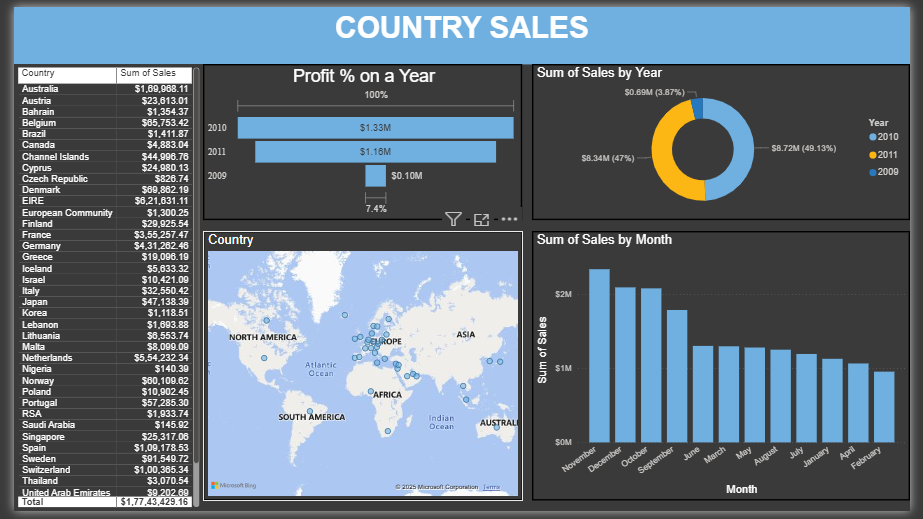 COUNTRY SALES
Country Sum of Sales
Australia $1,69,968.11
Austria $23,613.01
Bahrain $1,354.37
Belgium $65,753.42
Brazil $1,411.87
Canada $4,883.04
Channel Islands $44,996.76
Cyprus $24,980.13
Czech Republic $826.74
Denmark $69,862.19
EIRE $6,21,631.11
European Community $1,300.25
Finland $29,925.54
France $3,55,257.47
Germany $4,31,262.46
Greece $19,096.19
Iceland $5,633.32
Israel $10,421.09
Italy $32,550.42
Japan $47,138.39
Korea $1,118.51
Lebanon $1,693.88
Lithuania $6,553.74
Malta $8,099.09
Netherlands $5,54,232.34
Nigeria $140.39
Norway $60,109.62
Poland $10,902.45
Portugal $57,285.30
RSA $1,933.74
Saudi Arabia $145.92
Singapore $25,317.06
Spain $1,09,178.53
Sweden $91,549.72
Switzerland $1,00,365.34
Thailand $3,070.54
United Arab Emirates $9,202.69
Total $1,77,43,429.16
Profit % on a Year
100%
2010 $1.33M
2011 $1.16M
2009 $0.10M
7.4%
Sum of Sales by Year
$0.69M (3.87%)
$8.34M (47%)
$8.72M (49.13%)
Year
2010
2011
2009
Country
NORTH AMERICA
EUROPE
ASIA
Atlantic
Ocean
AFRICA
SOUTH AMERICA
Indian
Ocean
AUSTRALI
Microsoft Bing
© 2025 Microsoft Corporation Terms
Sum of Sales by Month
Sum of Sales
$2M
$1M
$0M
November December October September June March May August July January April February
Month